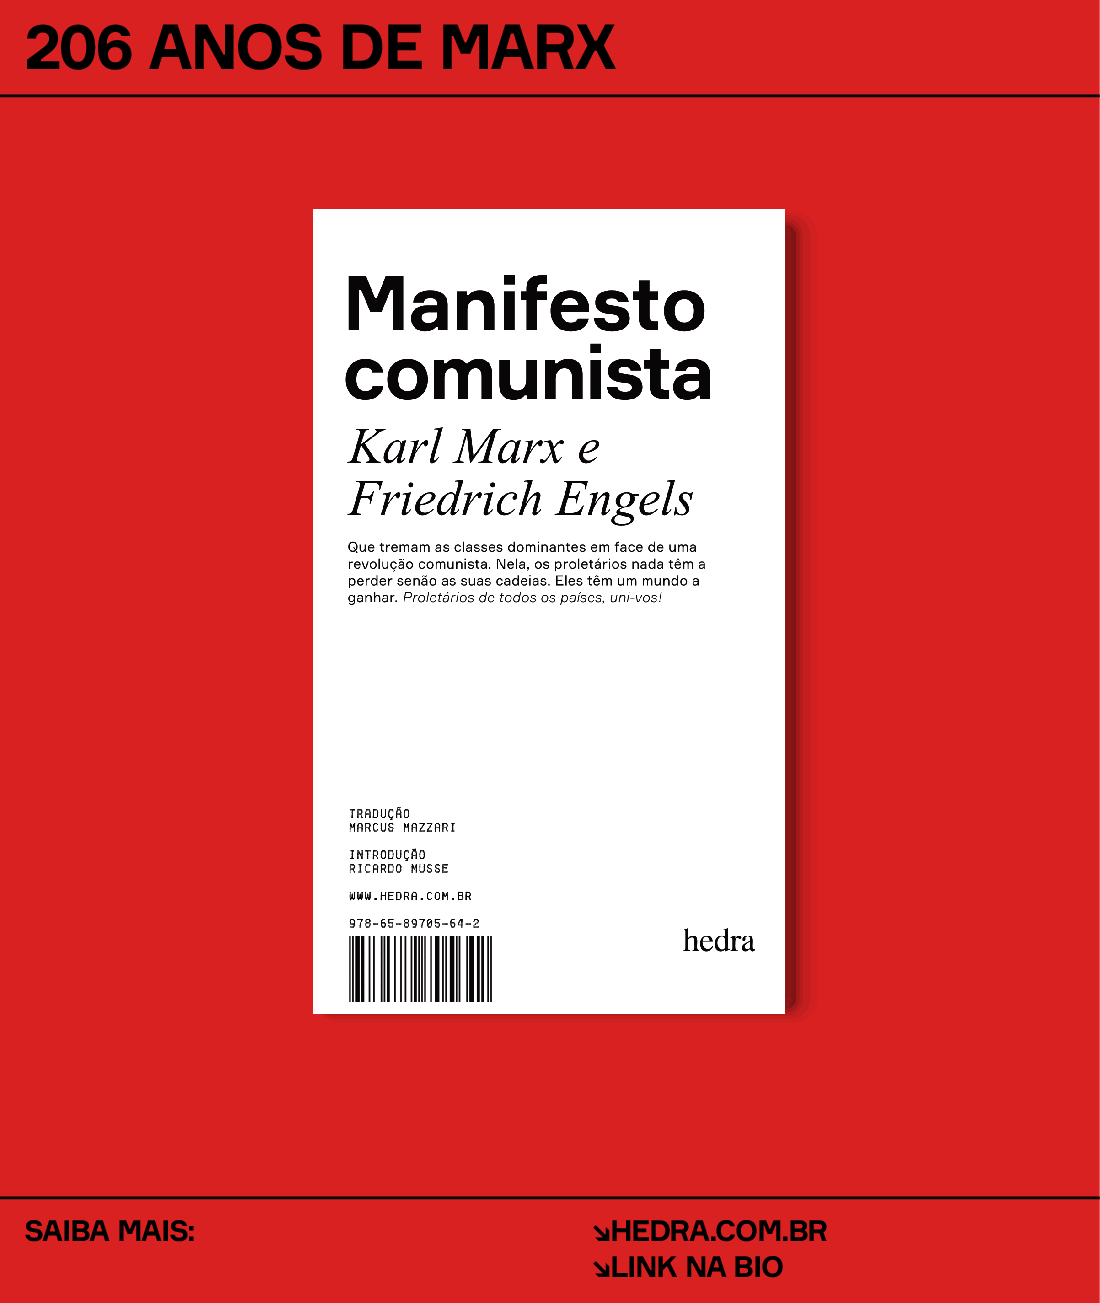 206 ANOS DE MARX
Manifesto
comunista
Karl Marx e
Friedrich Engels
Que tremam as classes dominantes em face de uma
revolução comunista. Nela, os proletários nada têm a
perder senão as suas cadeias. Eles têm um mundo a
ganhar. Proletários de todos os países, uni-vos!
TRADUÇÃO
MARCUS MAZZARI
INTRODUÇÃO
RICARDO MUSSE
WWW.HEDRA.COM.BR
978-65-89705-64-2
hedra
SAIBA MAIS:
↘HEDRA.COM.BR
↘LINK NA BIO